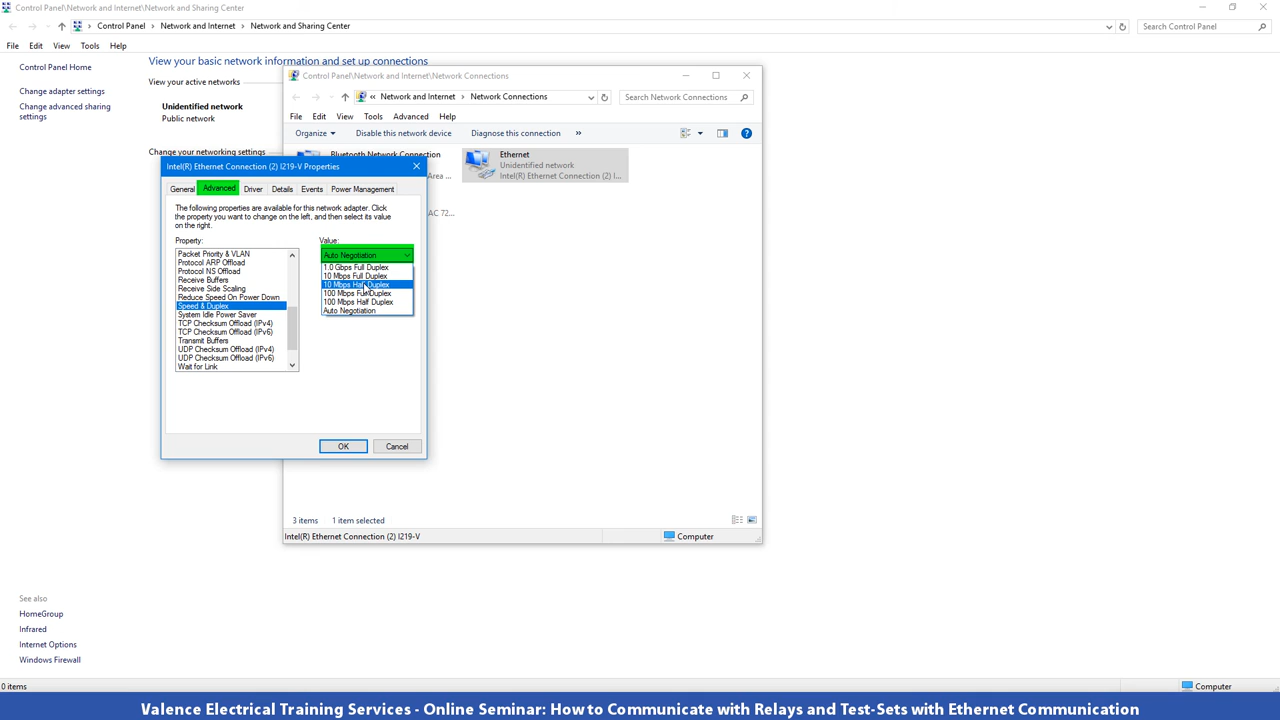 Control Panel\Network and Internet\Network and Sharing Center
Control Panel > Network and Internet > Network and Sharing Center
Search Control Panel
File Edit View Tools Help
Control Panel Home
Change adapter settings
Change advanced sharing
settings
View your basic network information and set up connections
View your active networks
Unidentified network
Public network
Change your networking settings
Control Panel\Network and Internet\Network Connections
« Network and Internet > Network Connections
Search Network Connections
File Edit View Tools Advanced Help
Organize Disable this network device Diagnose this connection »
Bluetooth Network Connection
Area ...
AC 72...
Ethernet
Unidentified network
Intel(R) Ethernet Connection (2) I...
Intel(R) Ethernet Connection (2) I219-V Properties
General Advanced Driver Details Events Power Management
The following properties are available for this network adapter. Click
the property you want to change on the left, and then select its value
on the right.
Property:
Packet Priority & VLAN
Protocol ARP Offload
Protocol NS Offload
Receive Buffers
Receive Side Scaling
Reduce Speed On Power Down
Speed & Duplex
System Idle Power Saver
TCP Checksum Offload (IPv4)
TCP Checksum Offload (IPv6)
Transmit Buffers
UDP Checksum Offload (IPv4)
UDP Checksum Offload (IPv6)
Wait for Link
Value:
Auto Negotiation
1.0 Gbps Full Duplex
10 Mbps Full Duplex
10 Mbps Half Duplex
100 Mbps Full Duplex
100 Mbps Half Duplex
Auto Negotiation
OK Cancel
3 items 1 item selected
Intel(R) Ethernet Connection (2) I219-V
Computer
See also
HomeGroup
Infrared
Internet Options
Windows Firewall
0 items
Computer
Valence Electrical Training Services - Online Seminar: How to Communicate with Relays and Test-Sets with Ethernet Communication